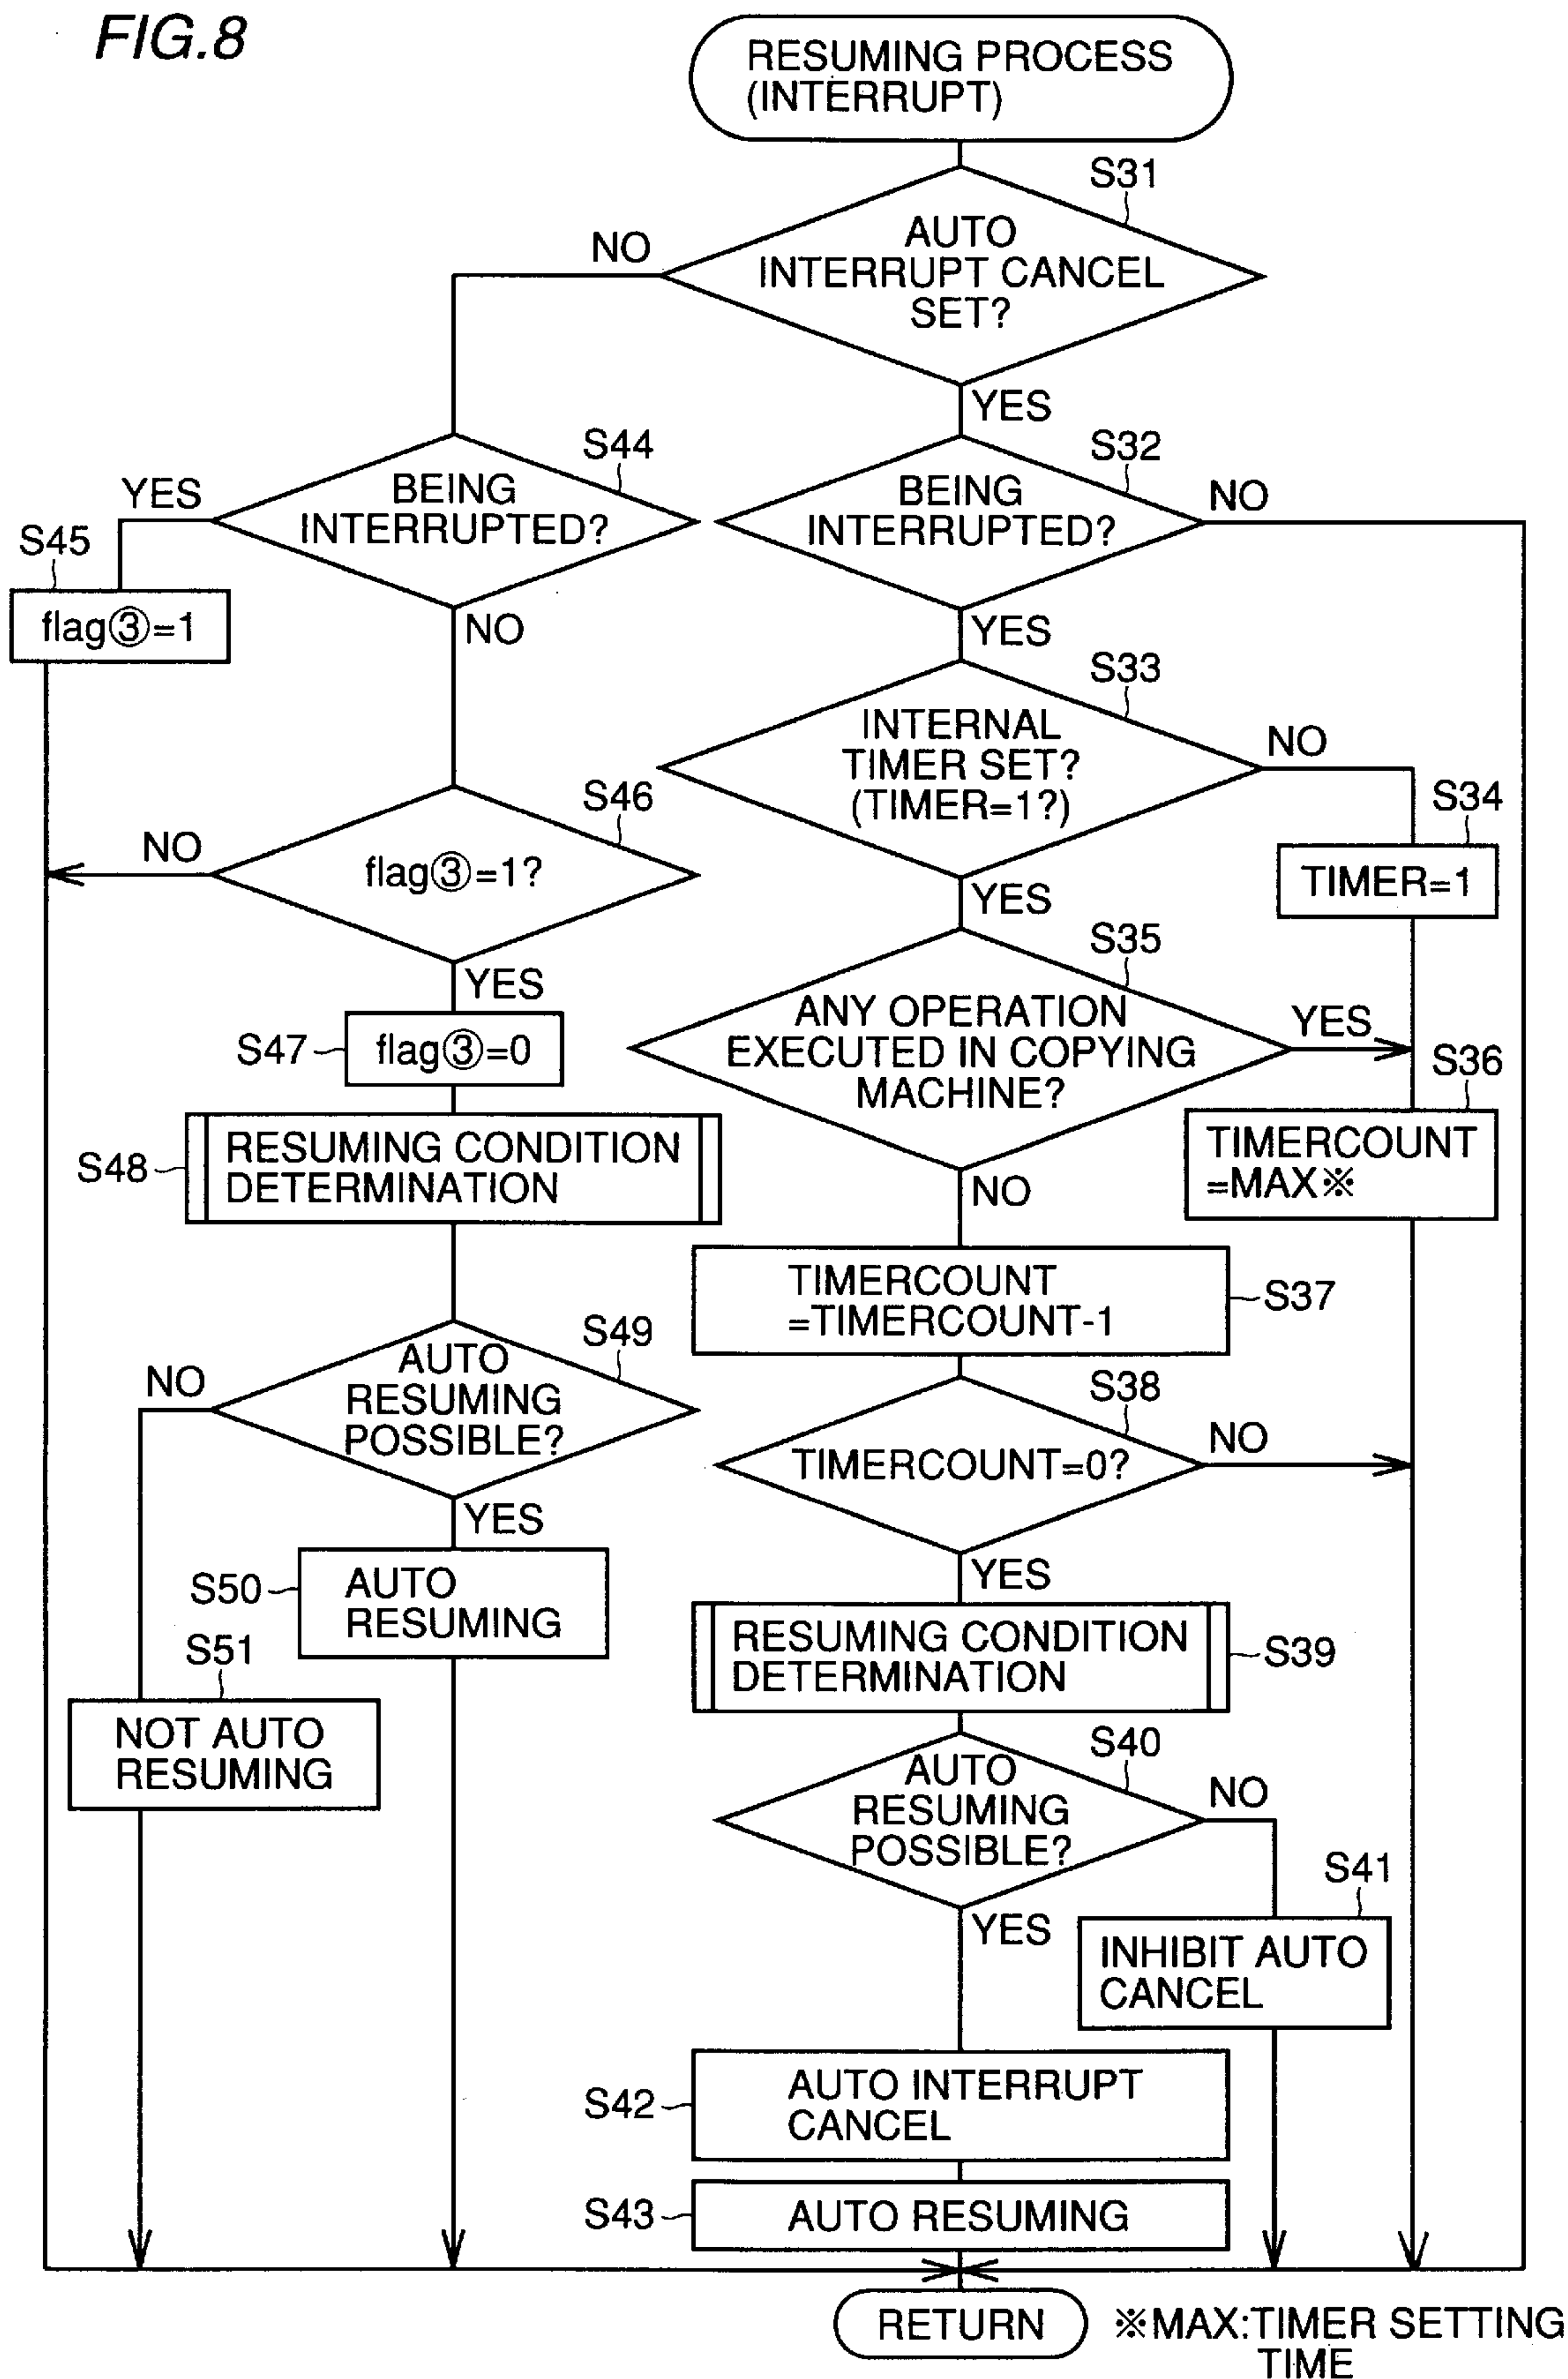 FIG.8
RESUMING PROCESS
(INTERRUPT)
S31
AUTO
INTERRUPT CANCEL
SET?
NO
YES
S44
BEING
INTERRUPTED?
YES
NO
S45
flag③=1
S32
BEING
INTERRUPTED?
NO
YES
S33
INTERNAL
TIMER SET?
(TIMER=1?)
NO
YES
S34
TIMER=1
S46
flag③=1?
NO
YES
S35
ANY OPERATION
EXECUTED IN COPYING
MACHINE?
YES
NO
S36
TIMERCOUNT
=MAX※
S47
flag③=0
S48
RESUMING CONDITION
DETERMINATION
S37
TIMERCOUNT
=TIMERCOUNT-1
S49
AUTO
RESUMING
POSSIBLE?
NO
YES
S38
TIMERCOUNT=0?
NO
YES
S50
AUTO
RESUMING
S51
NOT AUTO
RESUMING
S39
RESUMING CONDITION
DETERMINATION
S40
AUTO
RESUMING
POSSIBLE?
NO
YES
S41
INHIBIT AUTO
CANCEL
S42
AUTO INTERRUPT
CANCEL
S43
AUTO RESUMING
RETURN
※MAX:TIMER SETTING
TIME